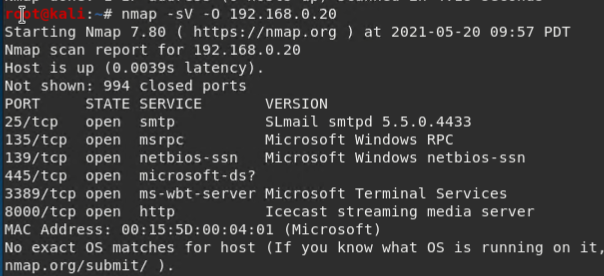 root@kali:~# nmap -sV -O 192.168.0.20
Starting Nmap 7.80 ( https://nmap.org ) at 2021-05-20 09:57 PDT
Nmap scan report for 192.168.0.20
Host is up (0.0039s latency).
Not shown: 994 closed ports
PORT     STATE SERVICE       VERSION
25/tcp   open  smtp          SLmail smtpd 5.5.0.4433
135/tcp  open  msrpc         Microsoft Windows RPC
139/tcp  open  netbios-ssn   Microsoft Windows netbios-ssn
445/tcp  open  microsoft-ds?
3389/tcp open  ms-wbt-server Microsoft Terminal Services
8000/tcp open  http          Icecast streaming media server
MAC Address: 00:15:5D:00:04:01 (Microsoft)
No exact OS matches for host (If you know what OS is running on it,
nmap.org/submit/ ).